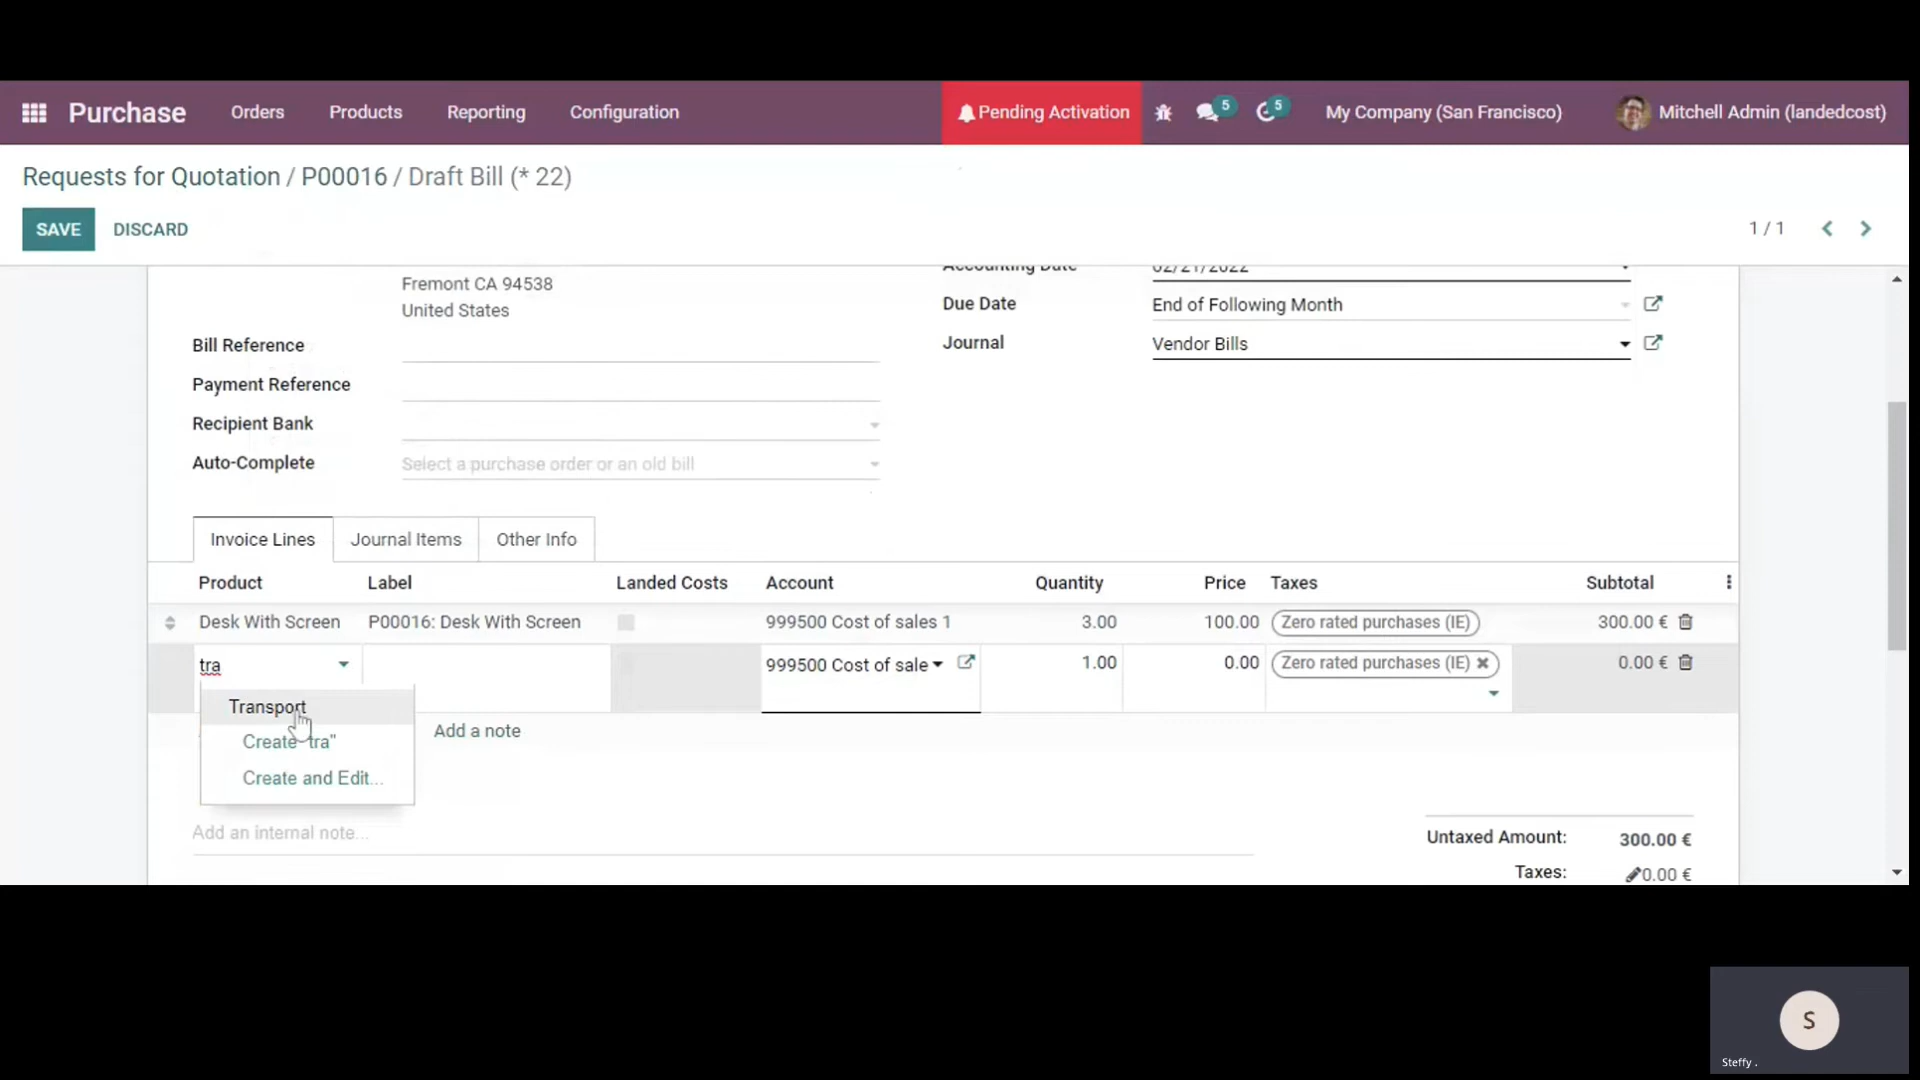 Purchase Orders Products Reporting Configuration Pending Activation 5 5 My Company (San Francisco) Mitchell Admin (landedcost)
Requests for Quotation / P00016 / Draft Bill (* 22)
SAVE DISCARD 1 / 1
Fremont CA 94538
United States
Accounting Date 02/21/2022
Due Date End of Following Month
Journal Vendor Bills
Bill Reference
Payment Reference
Recipient Bank
Auto-Complete Select a purchase order or an old bill
Invoice Lines Journal Items Other Info
Product Label Landed Costs Account Quantity Price Taxes Subtotal
Desk With Screen P00016: Desk With Screen 999500 Cost of sales 1 3.00 100.00 Zero rated purchases (IE) 300.00 €
tra 999500 Cost of sale 1.00 0.00 Zero rated purchases (IE) 0.00 €
Transport
Create "tra"
Create and Edit...
Add a note
Add an internal note...
Untaxed Amount: 300.00 €
Taxes: 0.00 €
S
Steffy .